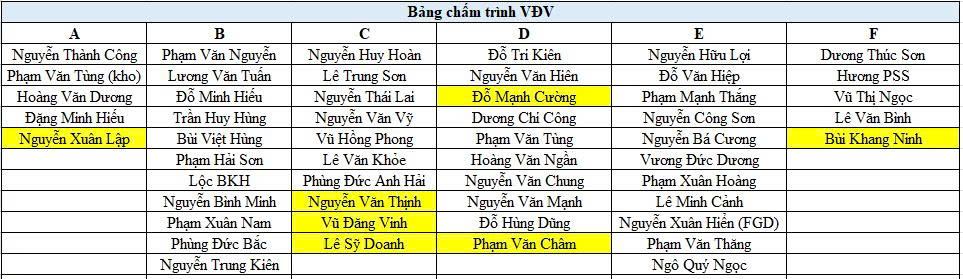 Bảng chấm trình VĐV
A B C D E F
Nguyễn Thành Công Phạm Văn Nguyễn Nguyễn Huy Hoàn Đỗ Trí Kiên Nguyễn Hữu Lợi Dương Thúc Sơn
Phạm Văn Tùng (kho) Lương Văn Tuấn Lê Trung Sơn Nguyễn Văn Hiên Đỗ Văn Hiệp Hương PSS
Hoàng Văn Dương Đỗ Minh Hiếu Nguyễn Thái Lai Đỗ Mạnh Cường Phạm Mạnh Thắng Vũ Thị Ngọc
Đặng Minh Hiếu Trần Huy Hùng Nguyễn Văn Vỹ Dương Chí Công Nguyễn Công Sơn Lê Văn Bình
Nguyễn Xuân Lập Bùi Việt Hùng Vũ Hồng Phong Phạm Văn Tùng Nguyễn Bá Cương Bùi Khang Ninh
Phạm Hải Sơn Lê Văn Khỏe Hoàng Văn Ngần Vương Đức Dương
Lộc BKH Phùng Đức Anh Hải Nguyễn Văn Chung Phạm Xuân Hoàng
Nguyễn Bình Minh Nguyễn Văn Thịnh Nguyễn Văn Mạnh Lê Minh Cảnh
Phạm Xuân Nam Vũ Đăng Vinh Đỗ Hùng Dũng Nguyễn Xuân Hiển (FGD)
Phùng Đức Bắc Lê Sỹ Doanh Phạm Văn Châm Phạm Văn Thăng
Nguyễn Trung Kiên Ngô Quý Ngọc